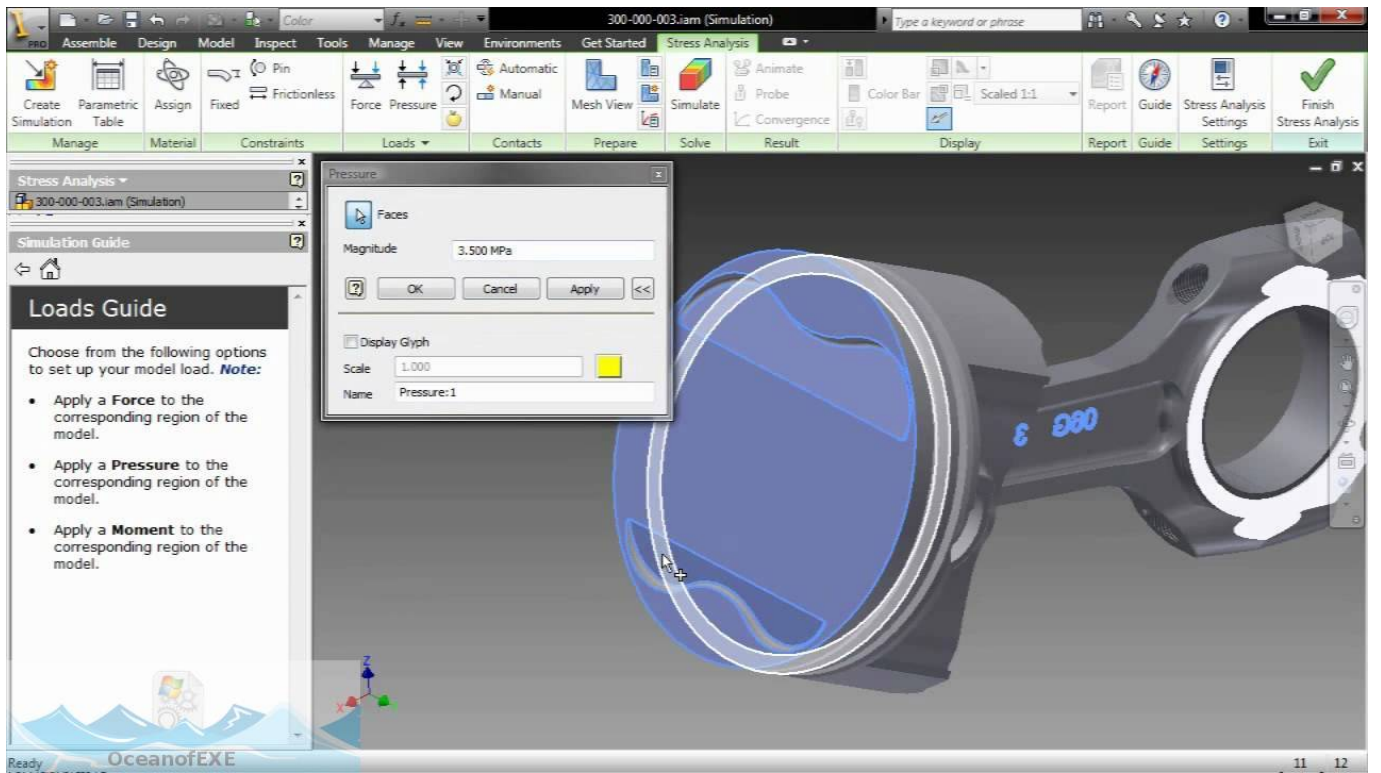 PRO
Color
300-000-003.iam (Simulation)
Type a keyword or phrase
Assemble Design Model Inspect Tools Manage View Environments Get Started Stress Analysis
Create Simulation
Parametric Table
Assign
Fixed
Pin
Frictionless
Force Pressure
Automatic
Manual
Mesh View
Simulate
Animate
Probe
Convergence
Color Bar
Scaled 1:1
Report
Guide
Stress Analysis Settings
Finish Stress Analysis
Manage Material Constraints Loads Contacts Prepare Solve Result Display Report Guide Settings Exit
Stress Analysis
300-000-003.iam (Simulation)
Simulation Guide
Loads Guide
Choose from the following options
to set up your model load. Note:
• Apply a Force to the
corresponding region of the
model.
• Apply a Pressure to the
corresponding region of the
model.
• Apply a Moment to the
corresponding region of the
model.
Pressure
Faces
Magnitude 3.500 MPa
OK Cancel Apply <<
Display Glyph
Scale 1.000
Name Pressure:1
Z
X
OceanofEXE
Ready
11 12